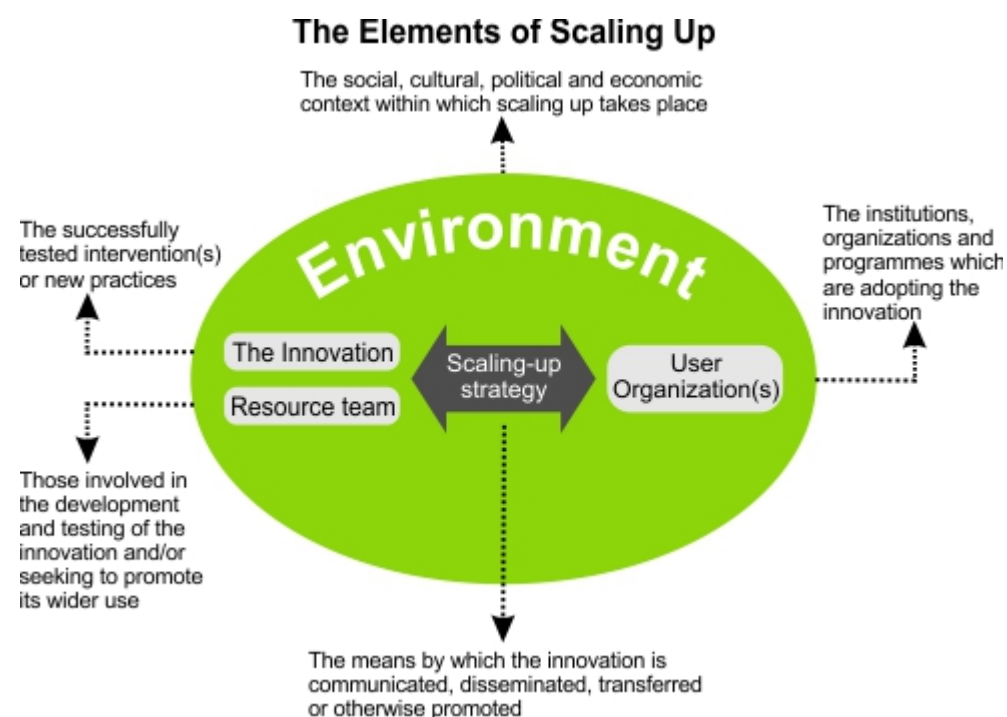 The Elements of Scaling Up
The social, cultural, political and economic
context within which scaling up takes place
Environment
The successfully
tested intervention(s)
or new practices
The institutions,
organizations and
programmes which
are adopting the
innovation
The Innovation
Resource team
Scaling-up
strategy
User
Organization(s)
Those involved in
the development
and testing of the
innovation and/or
seeking to promote
its wider use
The means by which the innovation is
communicated, disseminated, transferred
or otherwise promoted